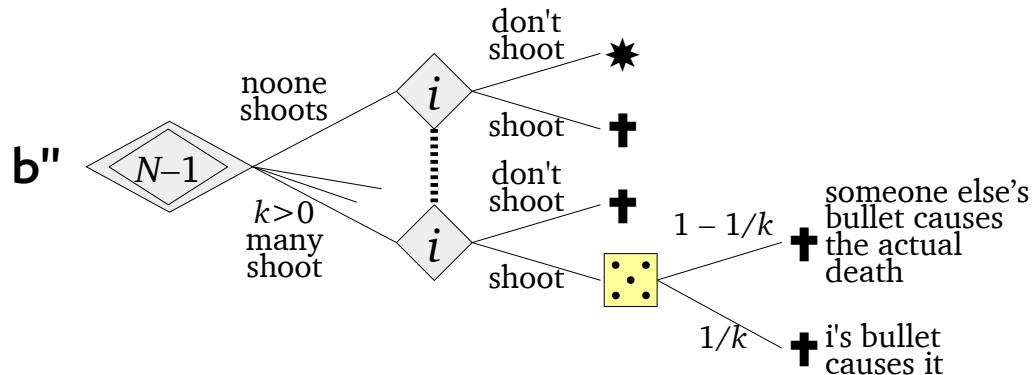 b"
N–1
noone
shoots
k>0
many
shoot
i
don't
shoot
shoot
i
don't
shoot
shoot
1 – 1/k
someone else’s
bullet causes
the actual
death
1/k
i's bullet
causes it